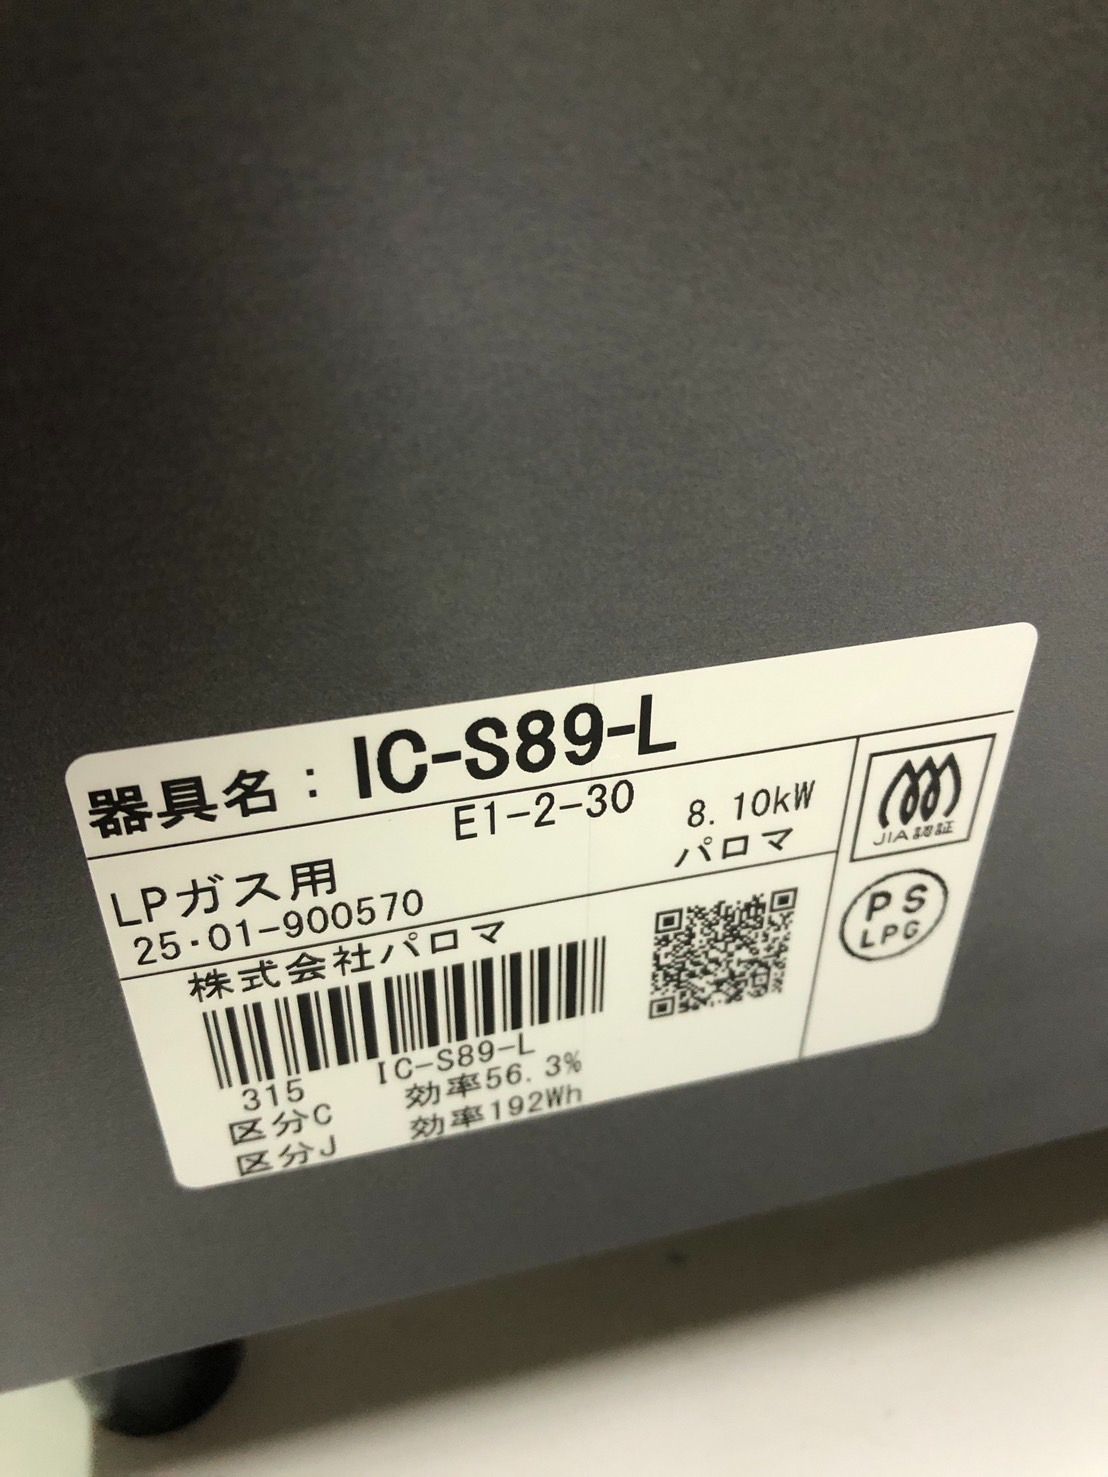 器具名: IC-S89-L
E1-2-30
8.10kW
LPガス用
パロマ
25・01-900570
株式会社パロマ
315 IC-S89-L
区分C 効率56.3%
区分J 効率192Wh
JIA認証
PS
LPG